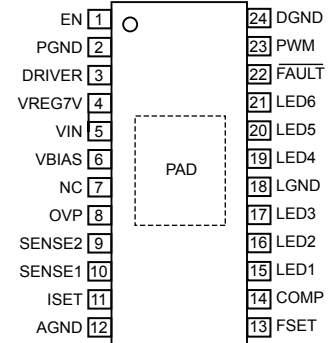 EN 1
PGND 2
DRIVER 3
VREG7V 4
VIN 5
VBIAS 6
NC 7
OVP 8
SENSE2 9
SENSE1 10
ISET 11
AGND 12
PAD
24 DGND
23 PWM
22 FAULT
21 LED6
20 LED5
19 LED4
18 LGND
17 LED3
16 LED2
15 LED1
14 COMP
13 FSET